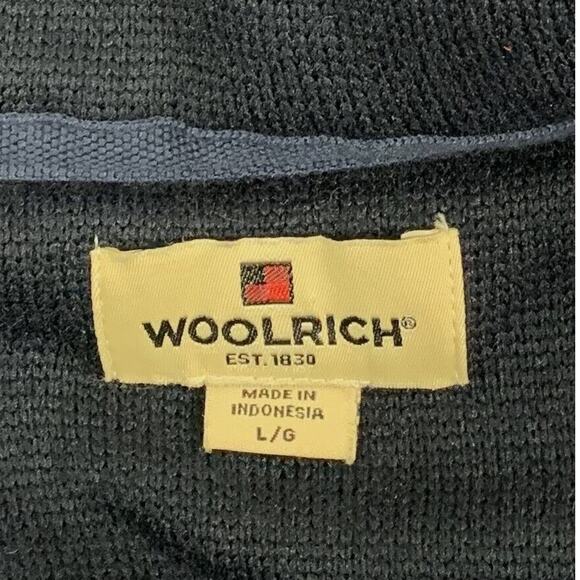 WOOLRICH®
EST. 1830
MADE IN
INDONESIA
L/G